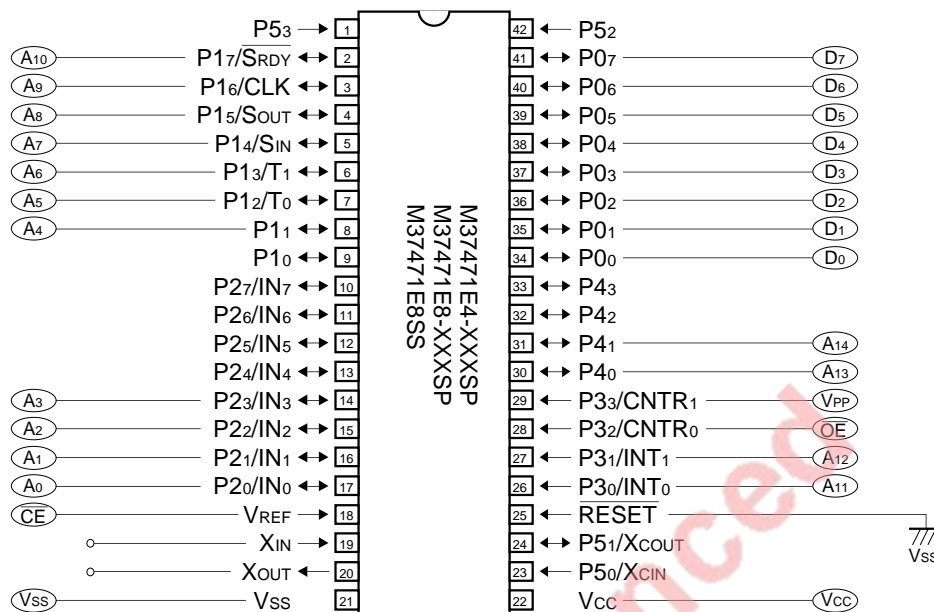 P53 1 42 P52
A10 P17/SRDY 2 41 P07 D7
A9 P16/CLK 3 40 P06 D6
A8 P15/SOUT 4 39 P05 D5
A7 P14/SIN 5 38 P04 D4
A6 P13/T1 6 37 P03 D3
A5 P12/T0 7 36 P02 D2
A4 P11 8 35 P01 D1
P10 9 34 P00 D0
P27/IN7 10 33 P43
P26/IN6 11 32 P42
P25/IN5 12 31 P41 A14
P24/IN4 13 30 P40 A13
A3 P23/IN3 14 29 P33/CNTR1 VPP
A2 P22/IN2 15 28 P32/CNTR0 OE
A1 P21/IN1 16 27 P31/INT1 A12
A0 P20/IN0 17 26 P30/INT0 A11
CE VREF 18 25 RESET
XIN 19 24 P51/XCOUT VSS
XOUT 20 23 P50/XCIN
VSS VSS 21 22 VCC VCC
M37471E4-XXXSP
M37471E8-XXXSP
M37471E8SS
nced